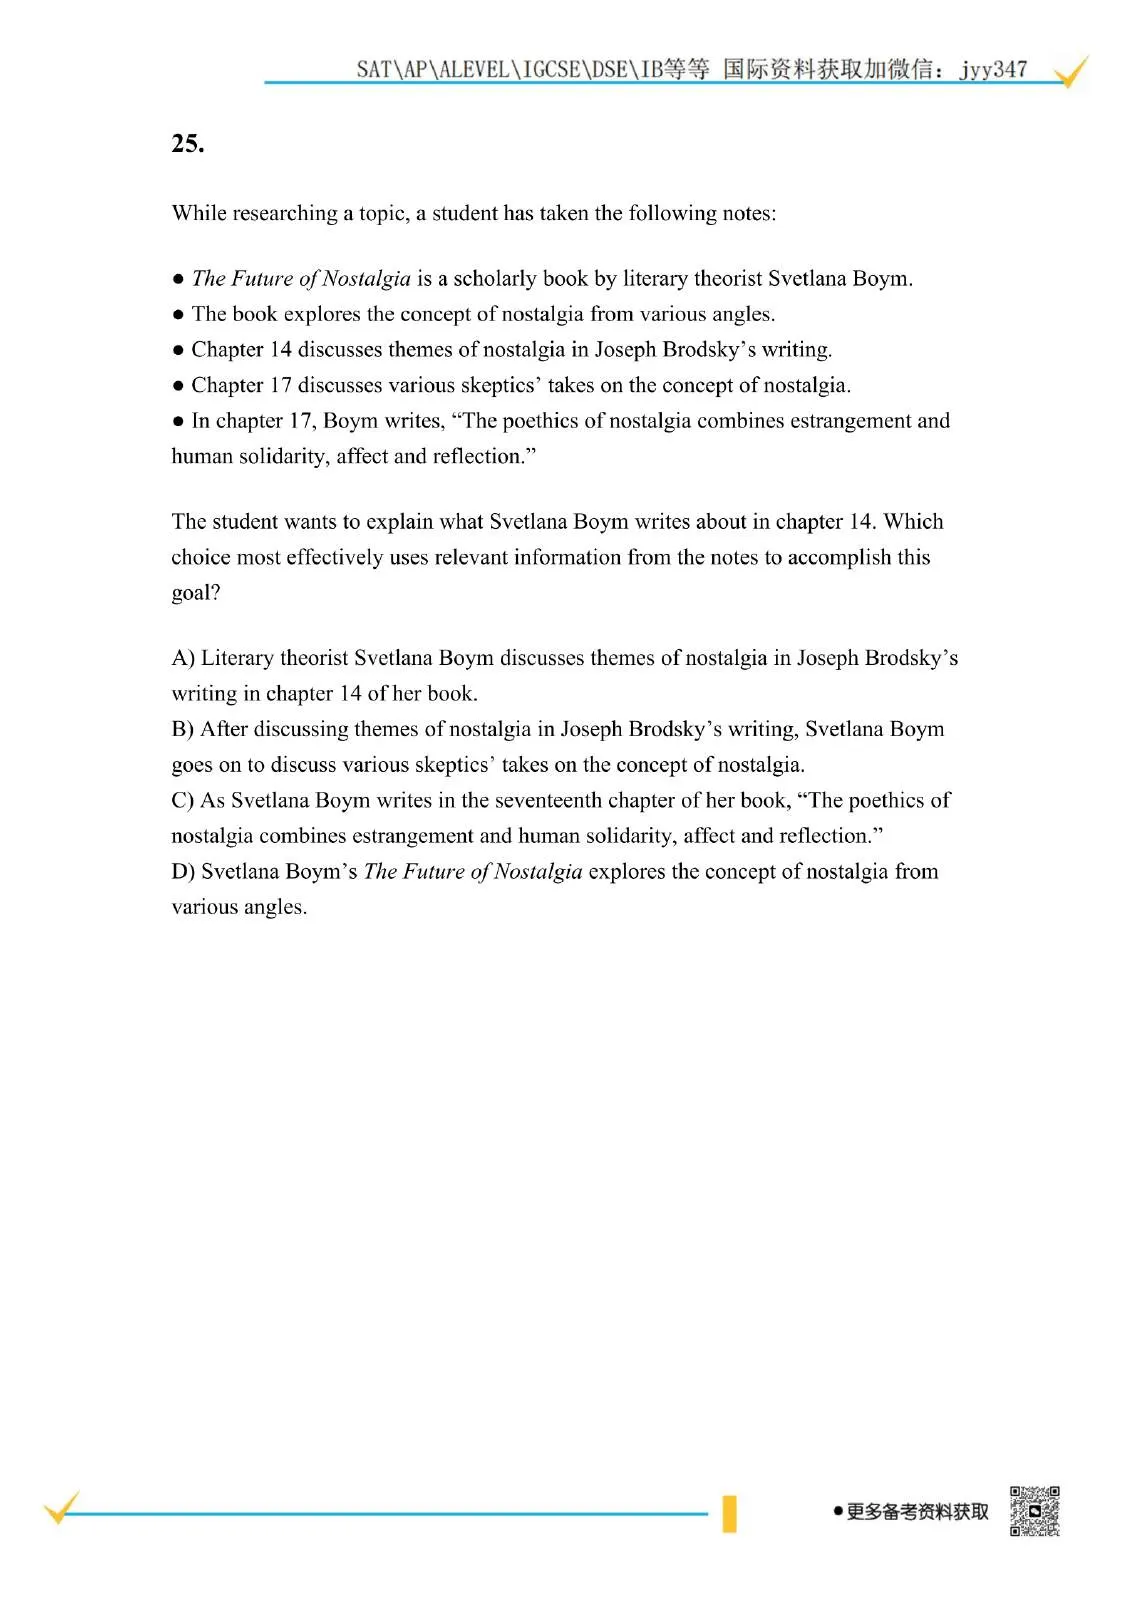 SAT\AP\ALEVEL\IGCSE\DSE\IB等等 国际资料获取加微信：jyy347
25.
While researching a topic, a student has taken the following notes:
● The Future of Nostalgia is a scholarly book by literary theorist Svetlana Boym.
● The book explores the concept of nostalgia from various angles.
● Chapter 14 discusses themes of nostalgia in Joseph Brodsky’s writing.
● Chapter 17 discusses various skeptics’ takes on the concept of nostalgia.
● In chapter 17, Boym writes, “The poethics of nostalgia combines estrangement and
human solidarity, affect and reflection.”
The student wants to explain what Svetlana Boym writes about in chapter 14. Which
choice most effectively uses relevant information from the notes to accomplish this
goal?
A) Literary theorist Svetlana Boym discusses themes of nostalgia in Joseph Brodsky’s
writing in chapter 14 of her book.
B) After discussing themes of nostalgia in Joseph Brodsky’s writing, Svetlana Boym
goes on to discuss various skeptics’ takes on the concept of nostalgia.
C) As Svetlana Boym writes in the seventeenth chapter of her book, “The poethics of
nostalgia combines estrangement and human solidarity, affect and reflection.”
D) Svetlana Boym’s The Future of Nostalgia explores the concept of nostalgia from
various angles.
●更多备考资料获取